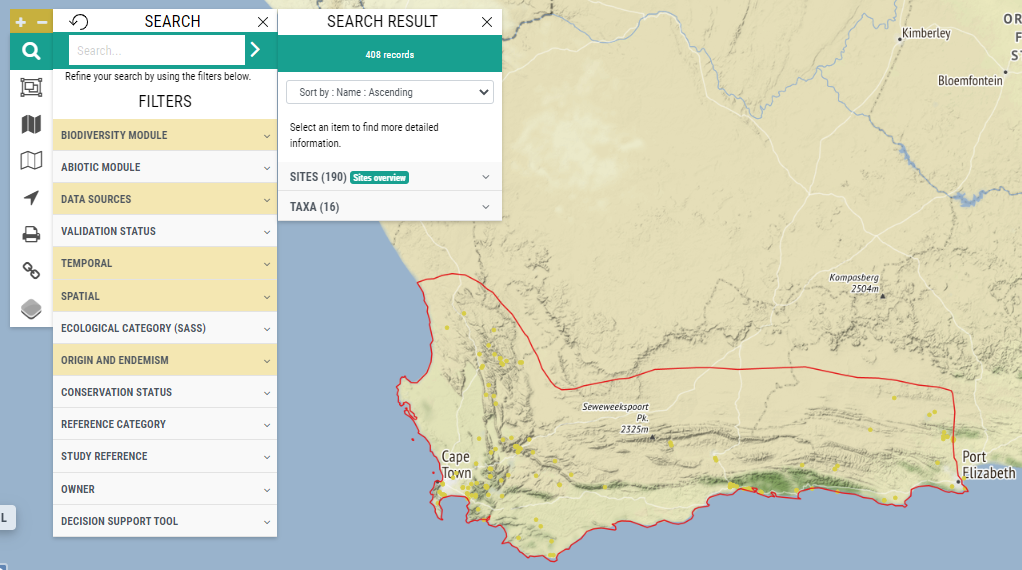 SEARCH
Search...
Refine your search by using the filters below.
FILTERS
BIODIVERSITY MODULE
ABIOTIC MODULE
DATA SOURCES
VALIDATION STATUS
TEMPORAL
SPATIAL
ECOLOGICAL CATEGORY (SASS)
ORIGIN AND ENDEMISM
CONSERVATION STATUS
REFERENCE CATEGORY
STUDY REFERENCE
OWNER
DECISION SUPPORT TOOL
L
SEARCH RESULT
408 records
Sort by : Name : Ascending
Select an item to find more detailed
information.
SITES (190) Sites overview
TAXA (16)
Kimberley
Bloemfontein
OR
F
S
Kompasberg
2504m
Seweweekspoort
Pk.
2325m
Cape
Town
Port
Elizabeth